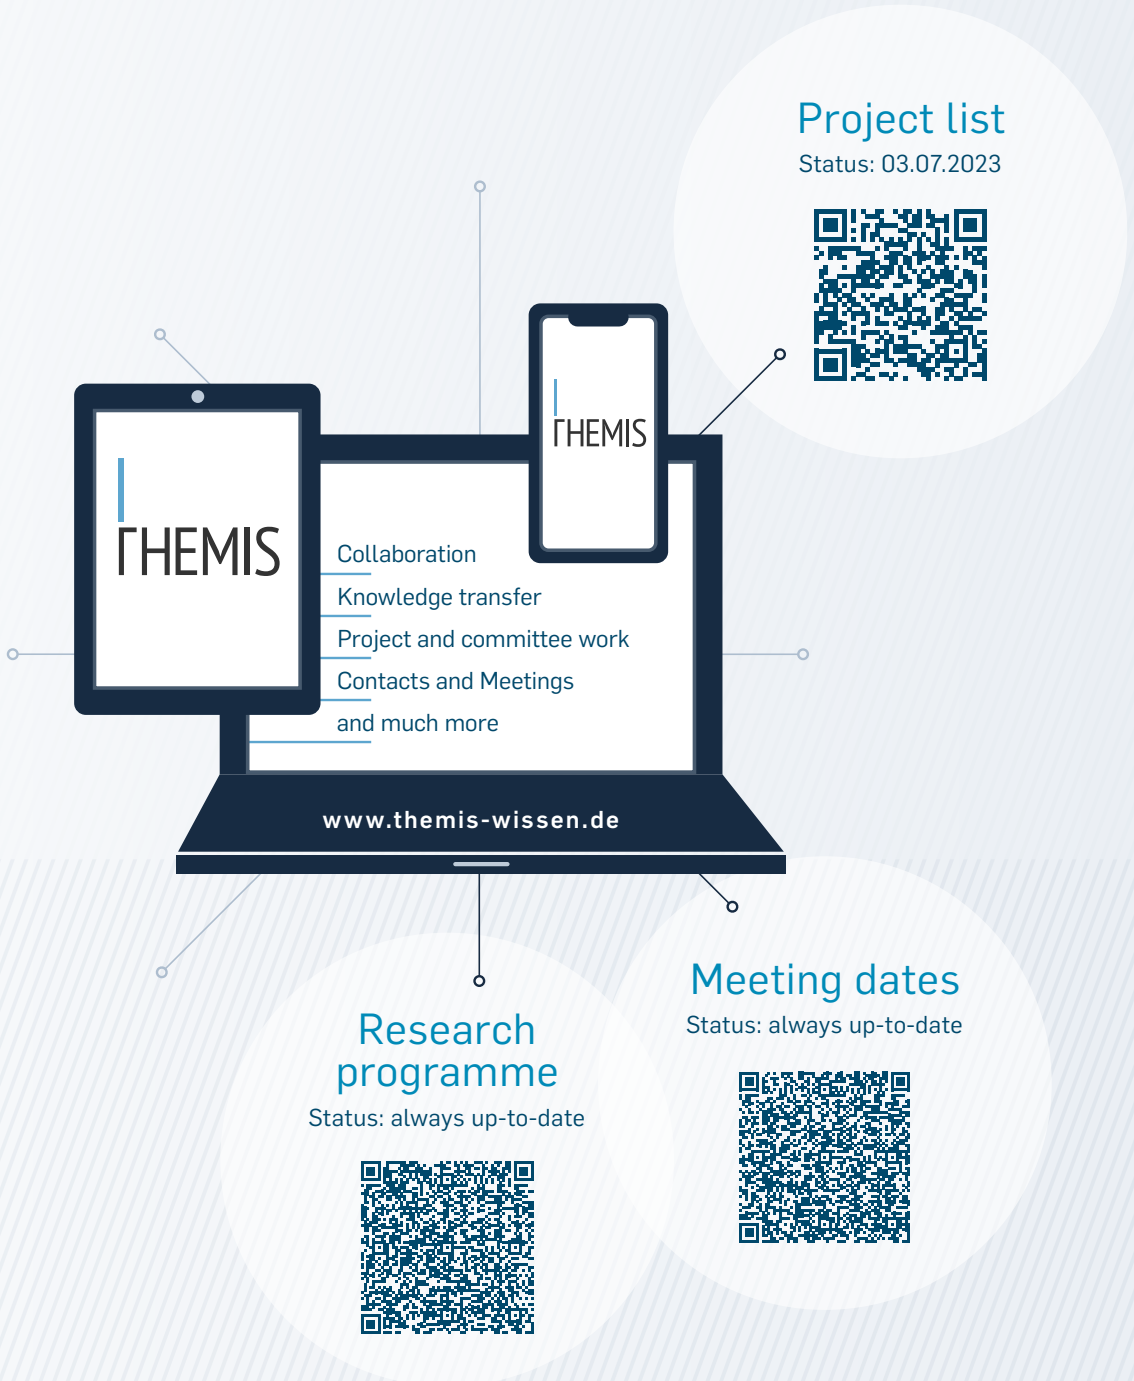 Project list
Status: 03.07.2023
THEMIS
THEMIS
Collaboration
Knowledge transfer
Project and committee work
Contacts and Meetings
and much more
www.themis-wissen.de
Meeting dates
Status: always up-to-date
Research
programme
Status: always up-to-date